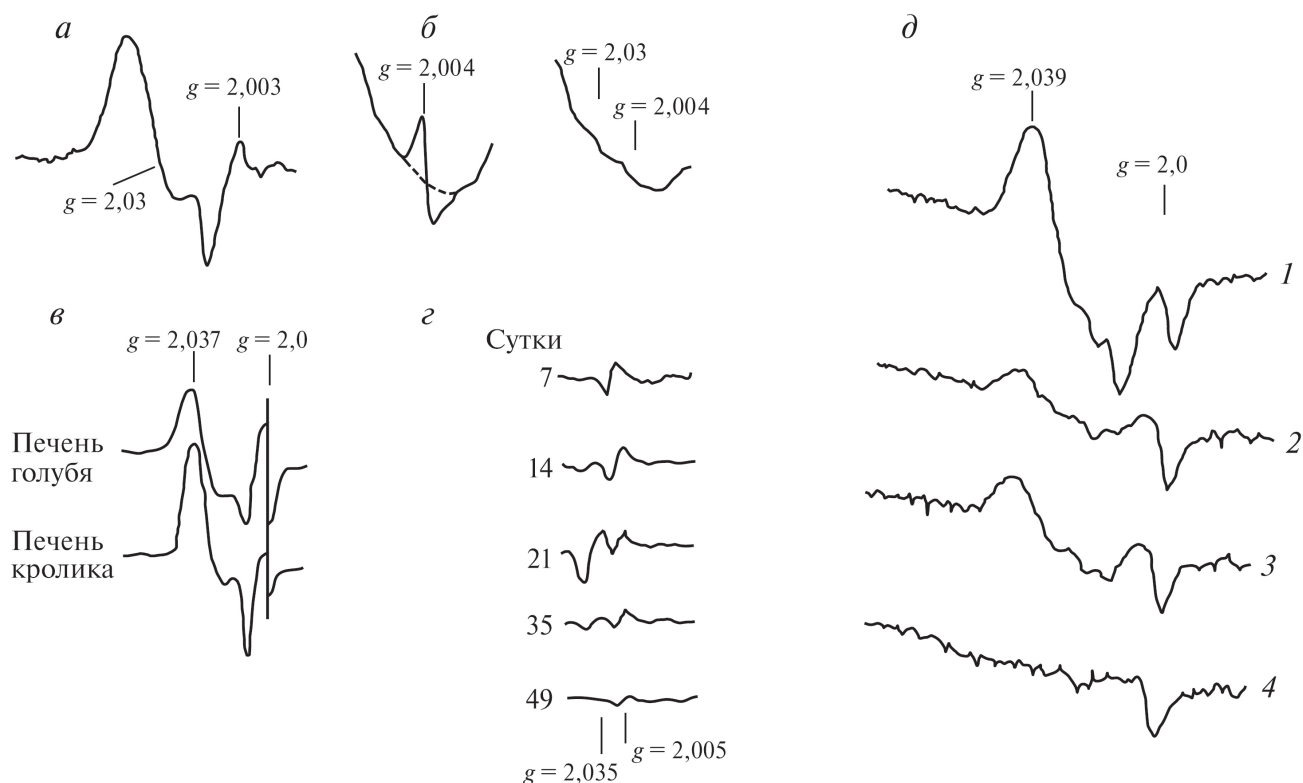 а
g = 2,003
g = 2,03
б
g = 2,004
g = 2,03
g = 2,004
в
g = 2,037
g = 2,0
Печень
голубя
Печень
кролика
г
Сутки
7
14
21
35
49
g = 2,005
g = 2,035
д
g = 2,039
g = 2,0
1
2
3
4